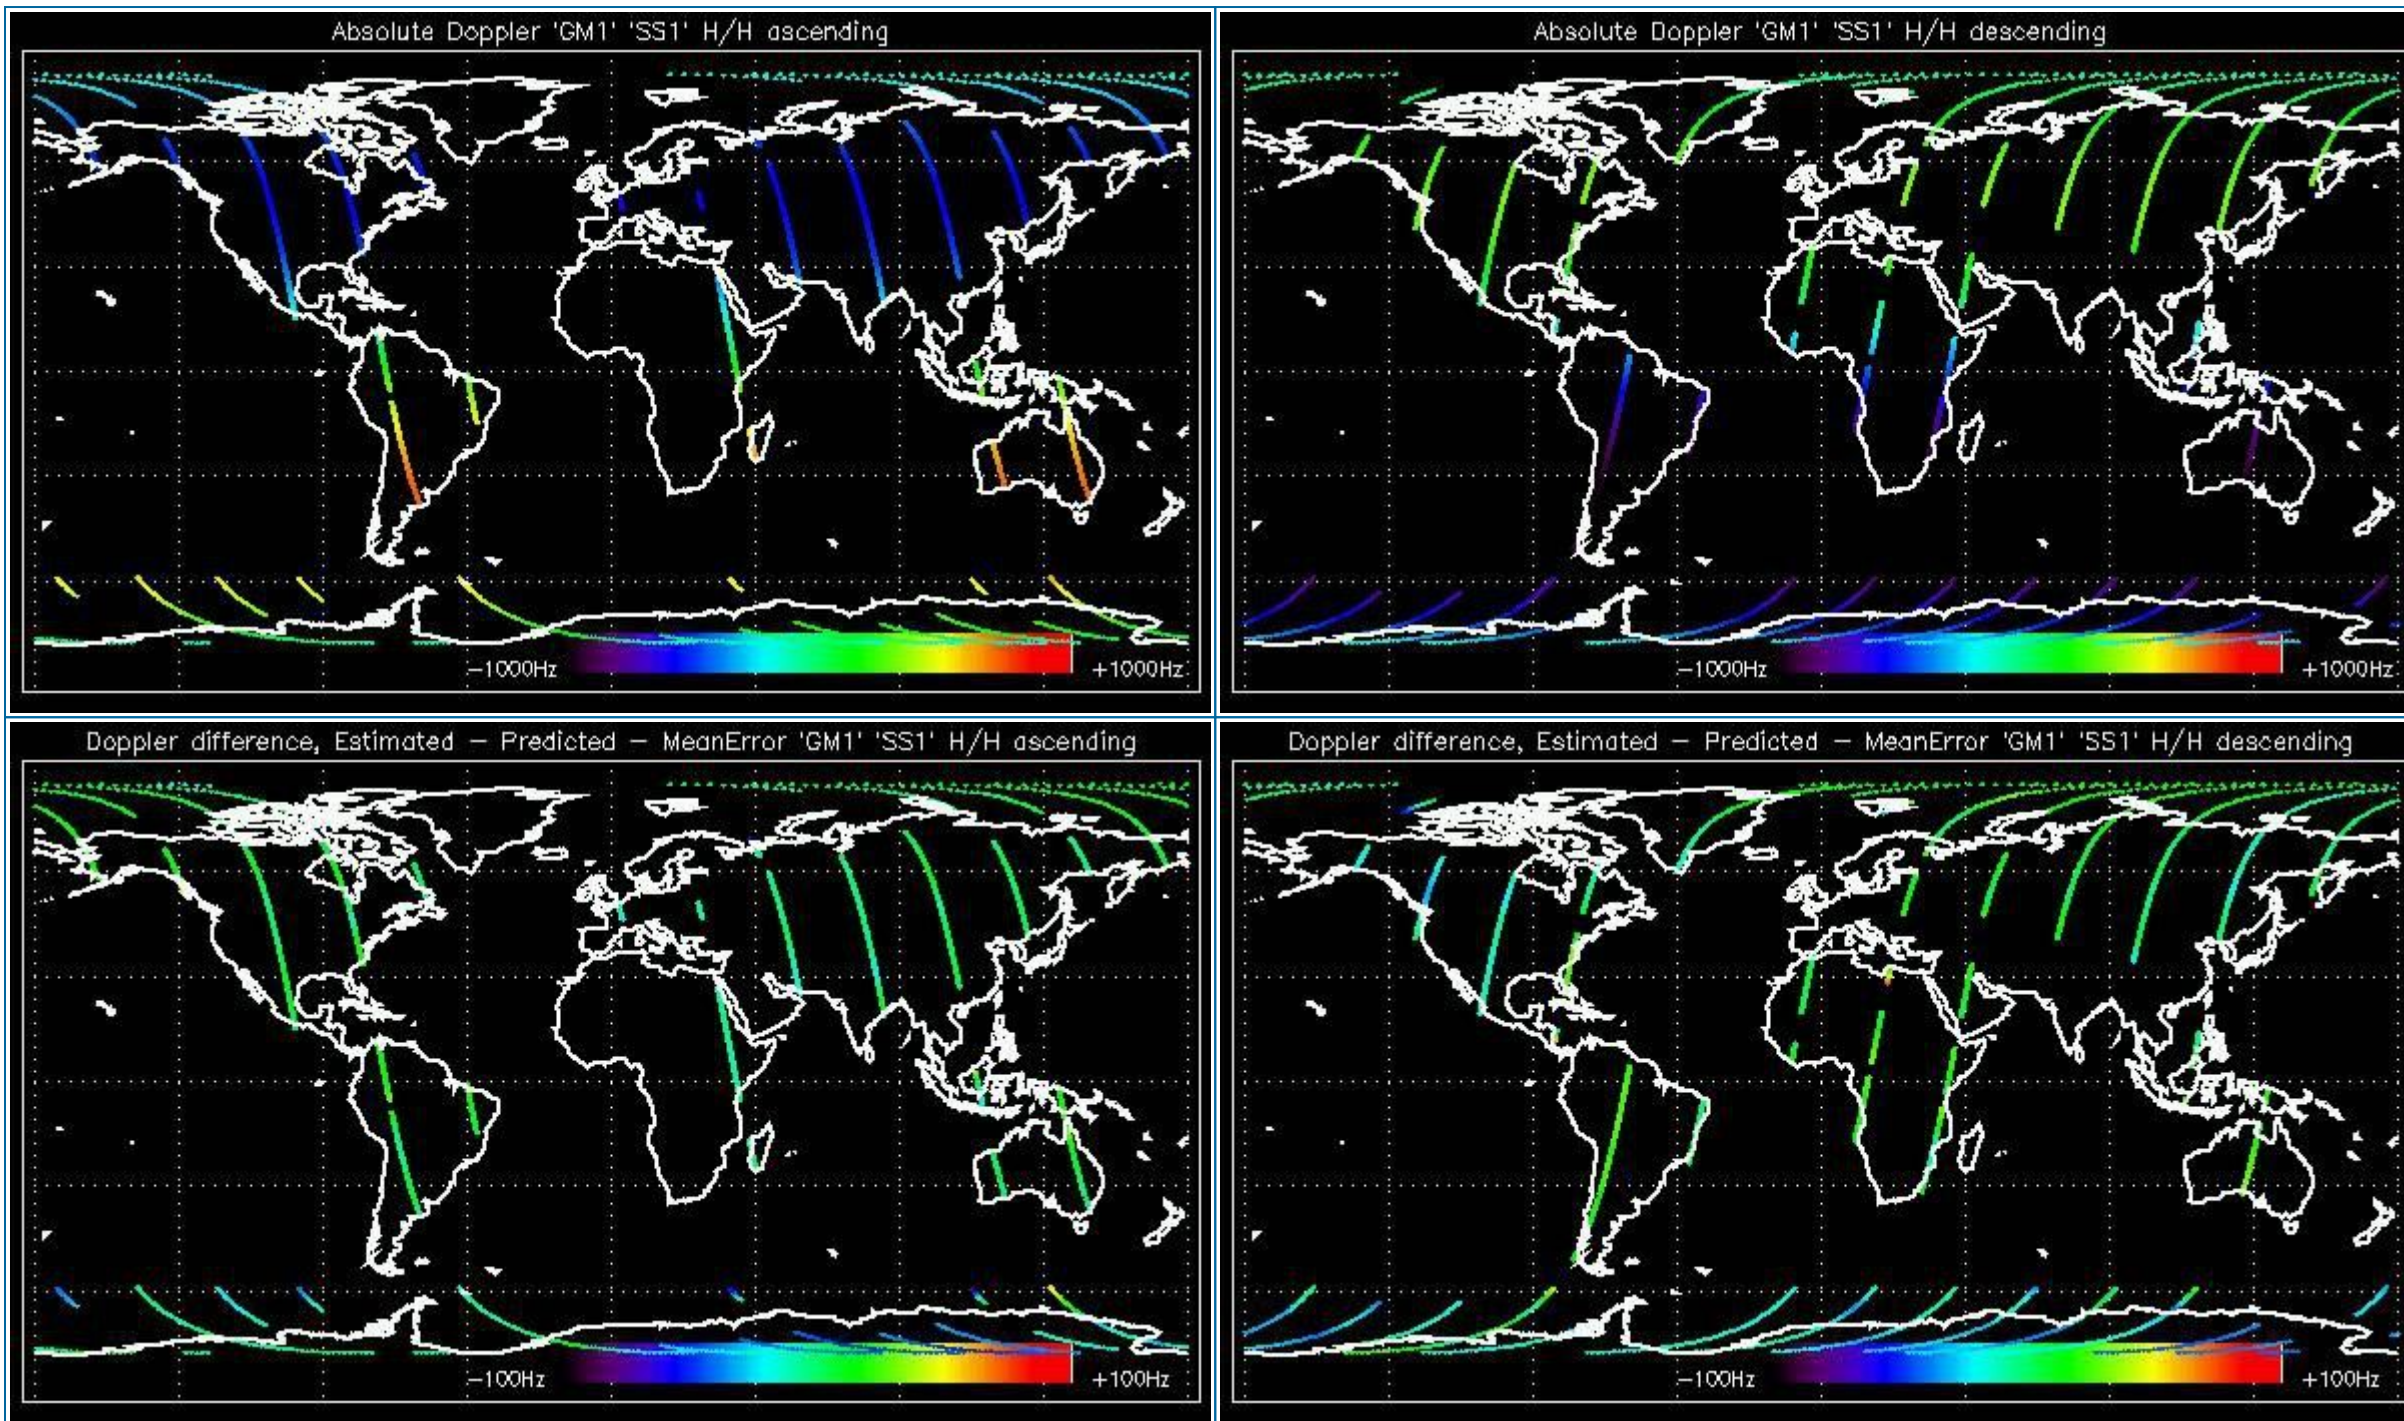 Absolute Doppler 'GM1' 'SS1' H/H ascending
−1000Hz
+1000Hz
Absolute Doppler 'GM1' 'SS1' H/H descending
−1000Hz
+1000Hz
Doppler difference, Estimated − Predicted − MeanError 'GM1' 'SS1' H/H ascending
−100Hz
+100Hz
Doppler difference, Estimated − Predicted − MeanError 'GM1' 'SS1' H/H descending
−100Hz
+100Hz